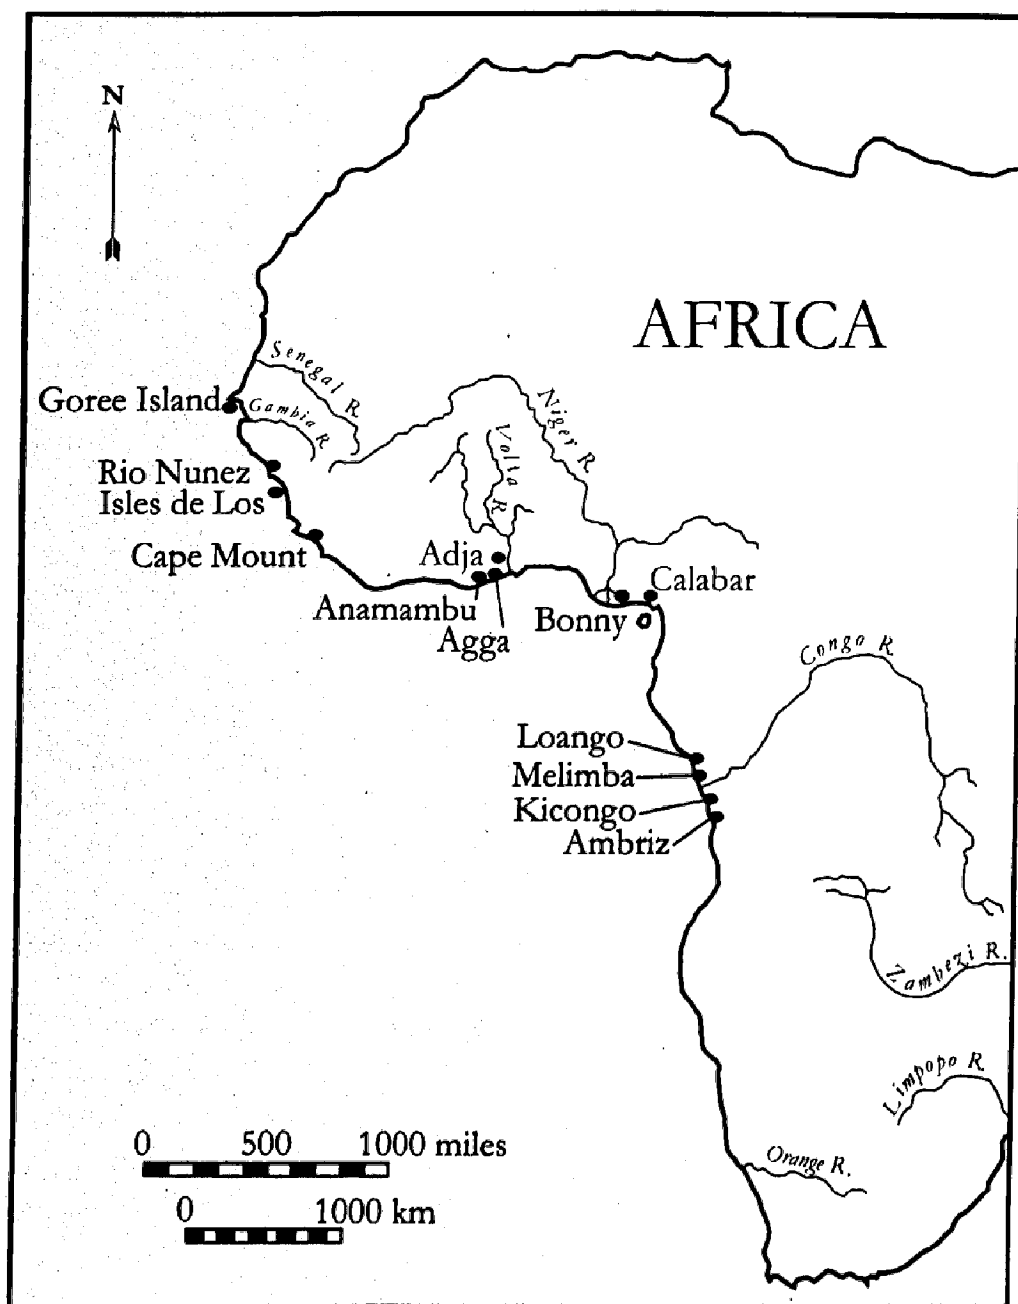 N
AFRICA
Senegal R.
Goree Island
Gambia R.
Niger R.
Volta R.
Rio Nunez
Isles de Los
Cape Mount
Adja
Calabar
Anamambu
Bonny
Agga
Congo R.
Loango
Melimba
Kicongo
Ambriz
Zambezi R.
Limpopo R.
0 500 1000 miles
Orange R.
0 1000 km